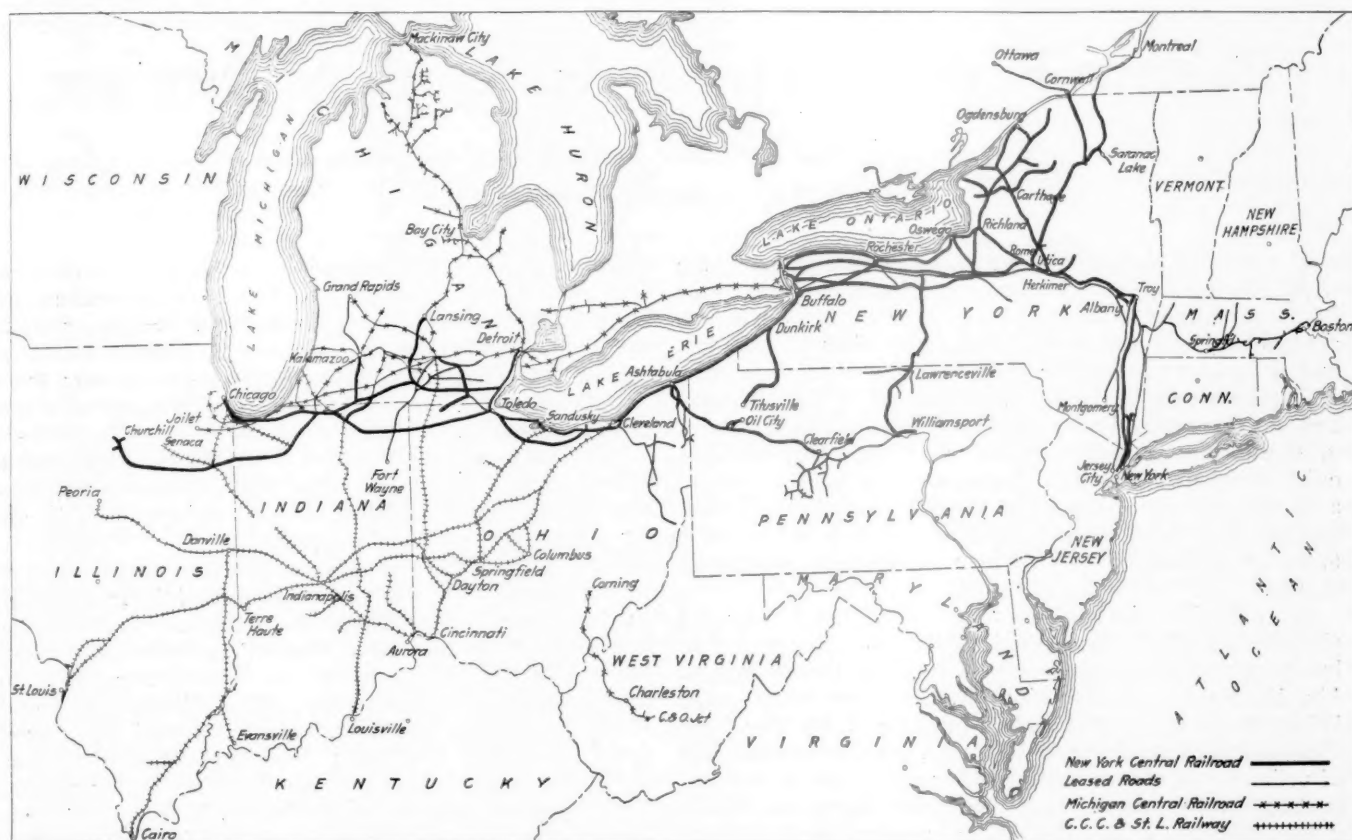 Mackinaw City
LAKE
HURON
MICHIGAN
WISCONSIN
LAKE MICHIGAN
Bay City
Grand Rapids
Lansing
Detroit
Kalamazoo
Chicago
Joilet
Churchill
Senaca
Toledo
Sandusky
Cleveland
Ashtabula
LAKE ERIE
Fort
Wayne
Peoria
INDIANA
OHIO
Danville
ILLINOIS
Indianapolis
Terre
Haute
Springfield
Dayton
Columbus
Cincinnati
Aurora
St. Louis
Evansville
Louisville
KENTUCKY
Cairo
Corning
WEST VIRGINIA
Charleston
C.&O. Jct
VIRGINIA
Ottawa
Montreal
Cornwall
Ogdensburg
Saranac
Lake
VERMONT
NEW
HAMPSHIRE
Carthage
LAKE ONTARIO
Richland
Oswego
Rochester
Rome
Utica
Herkimer
Buffalo
Dunkirk
NEW YORK
Albany
Troy
MASS.
Boston
Springf
CONN.
Lawrenceville
Titusville
Oil City
Williamsport
Clearfield
Montgomery
Jersey
City
New York
PENNSYLVANIA
NEW
JERSEY
MARYLAND
ATLANTIC
OCEAN
New York Central Railroad
Leased Roads
Michigan Central Railroad
C.C.C. & St. L. Railway